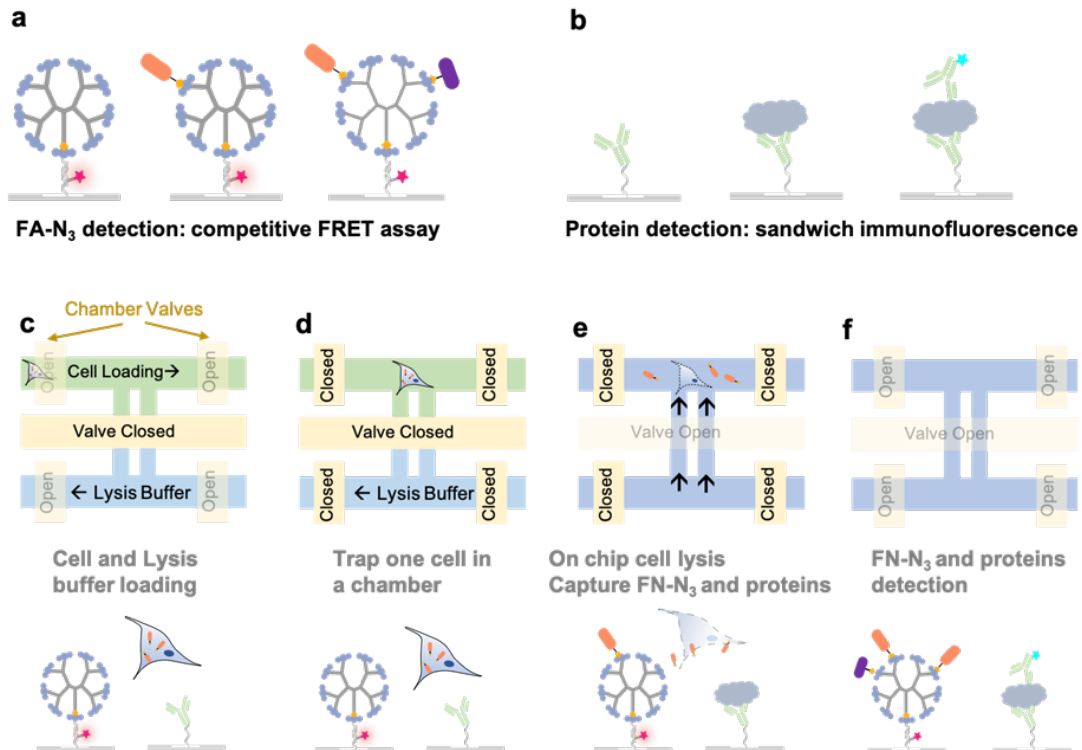 a
b
FA-N₃ detection: competitive FRET assay
Protein detection: sandwich immunofluorescence
Chamber Valves
c
d
e
f
Open
Cell Loading→
Open
Valve Closed
Open
← Lysis Buffer
Open
Closed
Closed
Valve Closed
Closed
← Lysis Buffer
Closed
Closed
Closed
Valve Open
Closed
Closed
Open
Open
Valve Open
Open
Open
Cell and Lysis
buffer loading
Trap one cell in
a chamber
On chip cell lysis
Capture FN-N₃ and proteins
FN-N₃ and proteins
detection